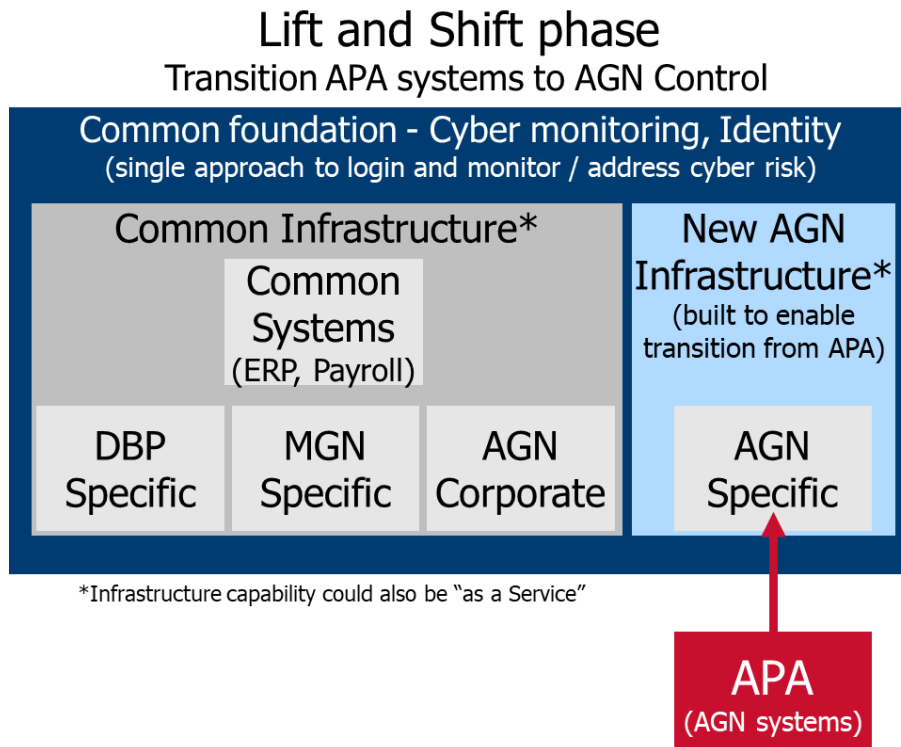 Lift and Shift phase
Transition APA systems to AGN Control
Common foundation - Cyber monitoring, Identity
(single approach to login and monitor / address cyber risk)
Common Infrastructure*
Common
Systems
(ERP, Payroll)
DBP
Specific
MGN
Specific
AGN
Corporate
New AGN
Infrastructure*
(built to enable
transition from APA)
AGN
Specific
*Infrastructure capability could also be “as a Service”
APA
(AGN systems)